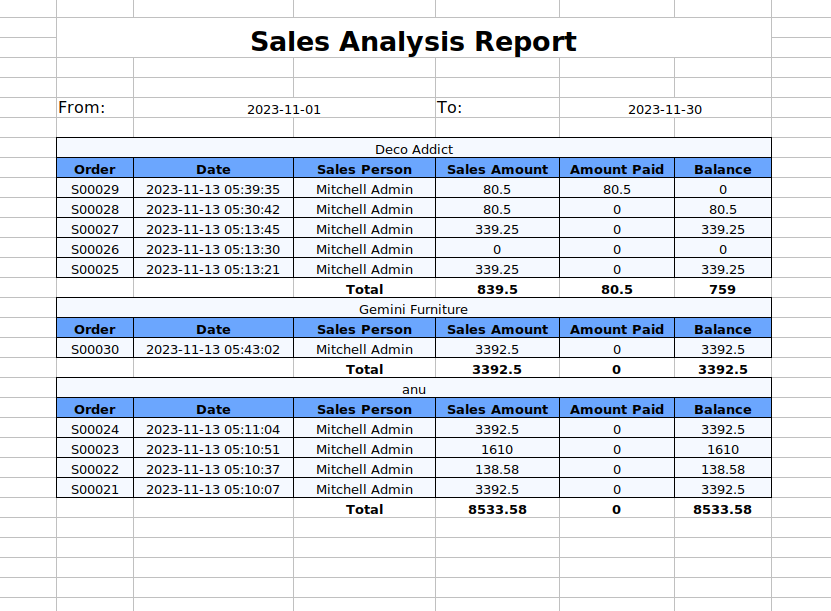 Sales Analysis Report
From: 2023-11-01 To: 2023-11-30
Deco Addict
Order Date Sales Person Sales Amount Amount Paid Balance
S00029 2023-11-13 05:39:35 Mitchell Admin 80.5 80.5 0
S00028 2023-11-13 05:30:42 Mitchell Admin 80.5 0 80.5
S00027 2023-11-13 05:13:45 Mitchell Admin 339.25 0 339.25
S00026 2023-11-13 05:13:30 Mitchell Admin 0 0 0
S00025 2023-11-13 05:13:21 Mitchell Admin 339.25 0 339.25
Total 839.5 80.5 759
Gemini Furniture
Order Date Sales Person Sales Amount Amount Paid Balance
S00030 2023-11-13 05:43:02 Mitchell Admin 3392.5 0 3392.5
Total 3392.5 0 3392.5
anu
Order Date Sales Person Sales Amount Amount Paid Balance
S00024 2023-11-13 05:11:04 Mitchell Admin 3392.5 0 3392.5
S00023 2023-11-13 05:10:51 Mitchell Admin 1610 0 1610
S00022 2023-11-13 05:10:37 Mitchell Admin 138.58 0 138.58
S00021 2023-11-13 05:10:07 Mitchell Admin 3392.5 0 3392.5
Total 8533.58 0 8533.58